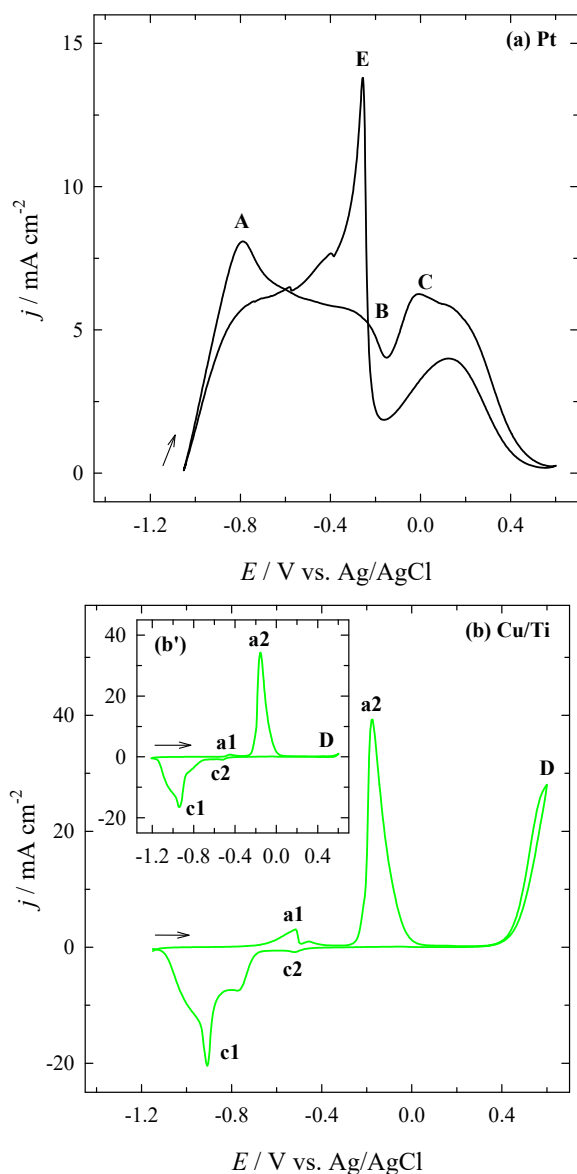 (a) Pt
15
10
5
0
j / mA cm⁻²
A
E
B
C
-1.2 -0.8 -0.4 0.0 0.4
E / V vs. Ag/AgCl
(b) Cu/Ti
40
20
0
-20
j / mA cm⁻²
(b')
a2
40
20
0
-20
a1
D
c2
c1
-1.2 -0.8 -0.4 0.0 0.4
a2
D
a1
c2
c1
-1.2 -0.8 -0.4 0.0 0.4
E / V vs. Ag/AgCl